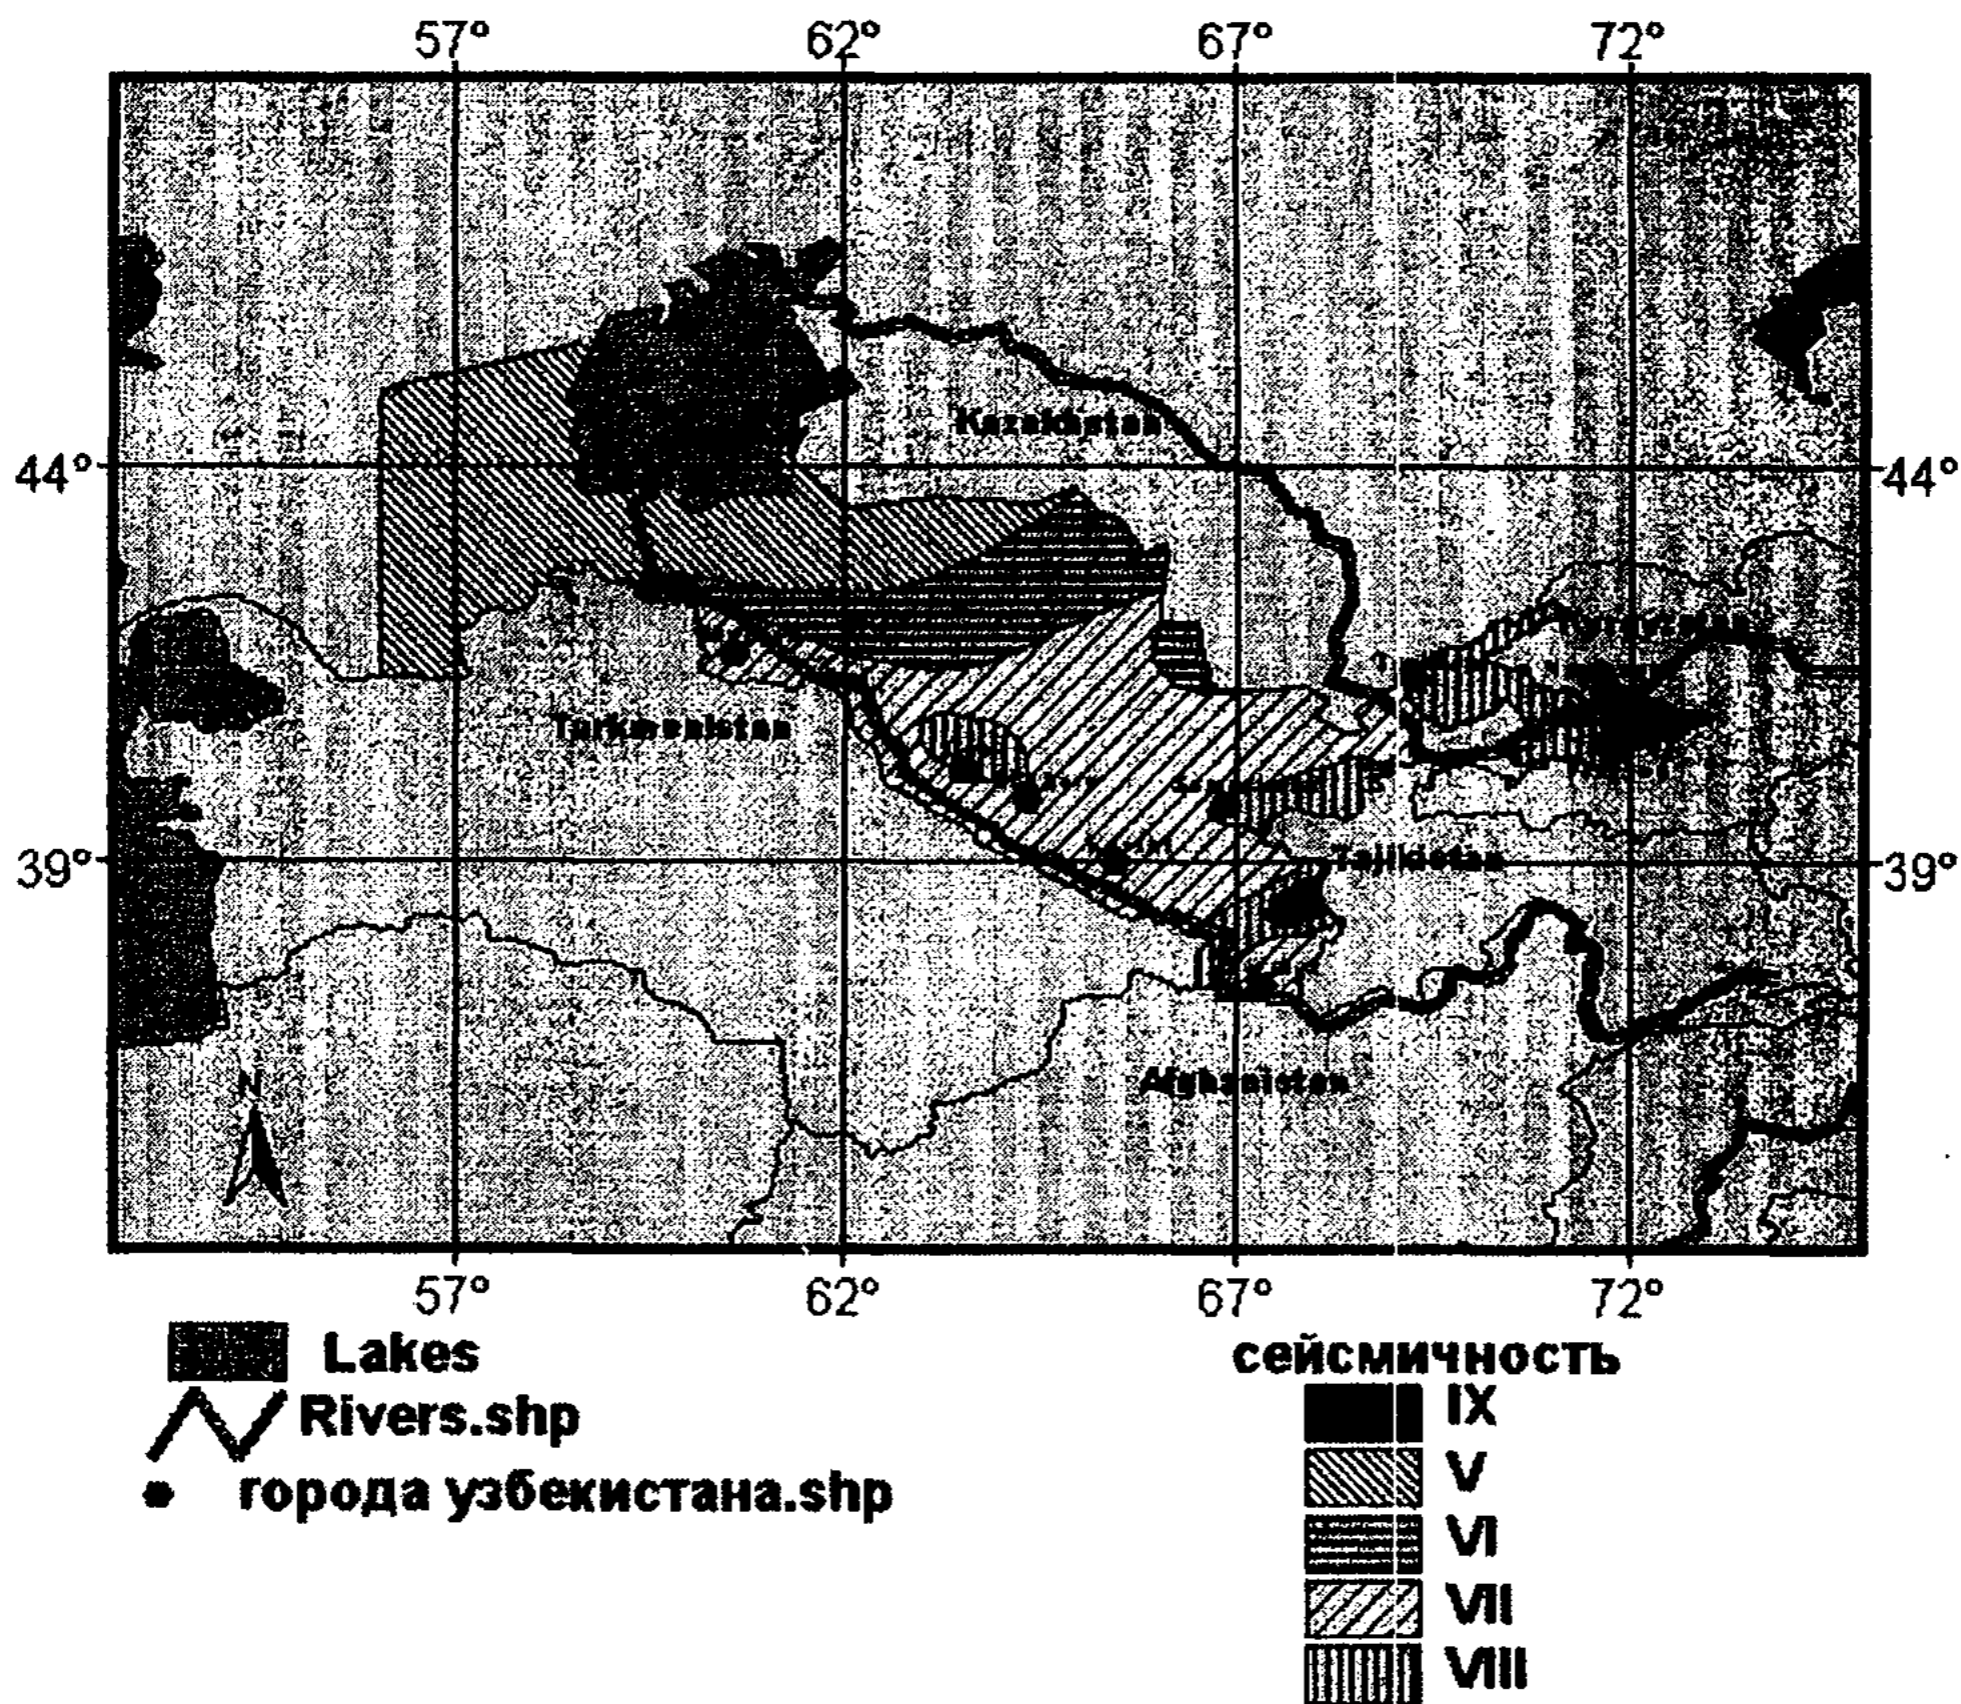 57° 62° 67° 72°
Kazakhstan
44° 44°
Kyrgyzstan
Turkmenistan
39° Tajikistan 39°
N
Afghanistan
57° 62° 67° 72°
Lakes
Rivers.shp
города узбекистана.shp
сейсмичность
IX
V
VI
VII
VIII